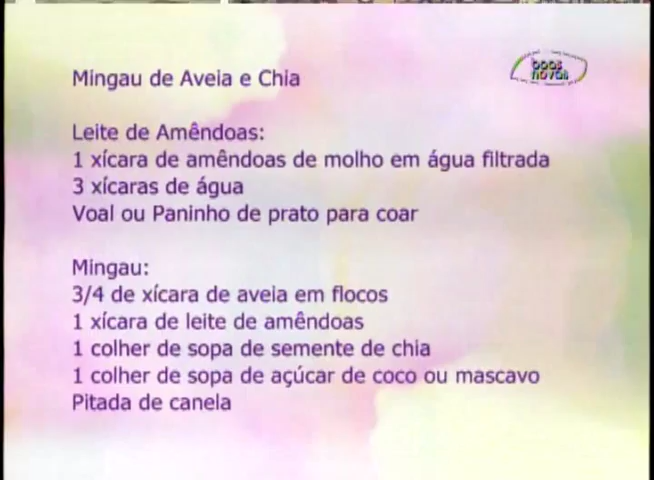 Mingau de Aveia e Chia
boas
novas
Leite de Amêndoas:
1 xícara de amêndoas de molho em água filtrada
3 xícaras de água
Voal ou Paninho de prato para coar
Mingau:
3/4 de xícara de aveia em flocos
1 xícara de leite de amêndoas
1 colher de sopa de semente de chia
1 colher de sopa de açúcar de coco ou mascavo
Pitada de canela